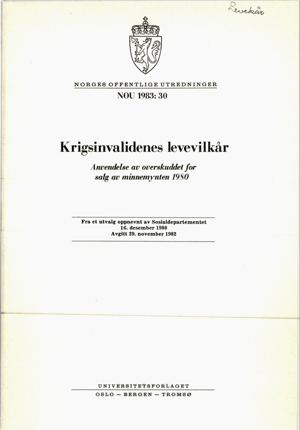 Levekår
NORGES OFFENTLIGE UTREDNINGER
NOU 1983: 30
Krigsinvalidenes levevilkår
Anvendelse av overskuddet for
salg av minnemynten 1980
Fra et utvalg oppnevnt av Sosialdepartementet
16. desember 1980
Avgitt 29. november 1982
UNIVERSITETSFORLAGET
OSLO — BERGEN — TROMSØ